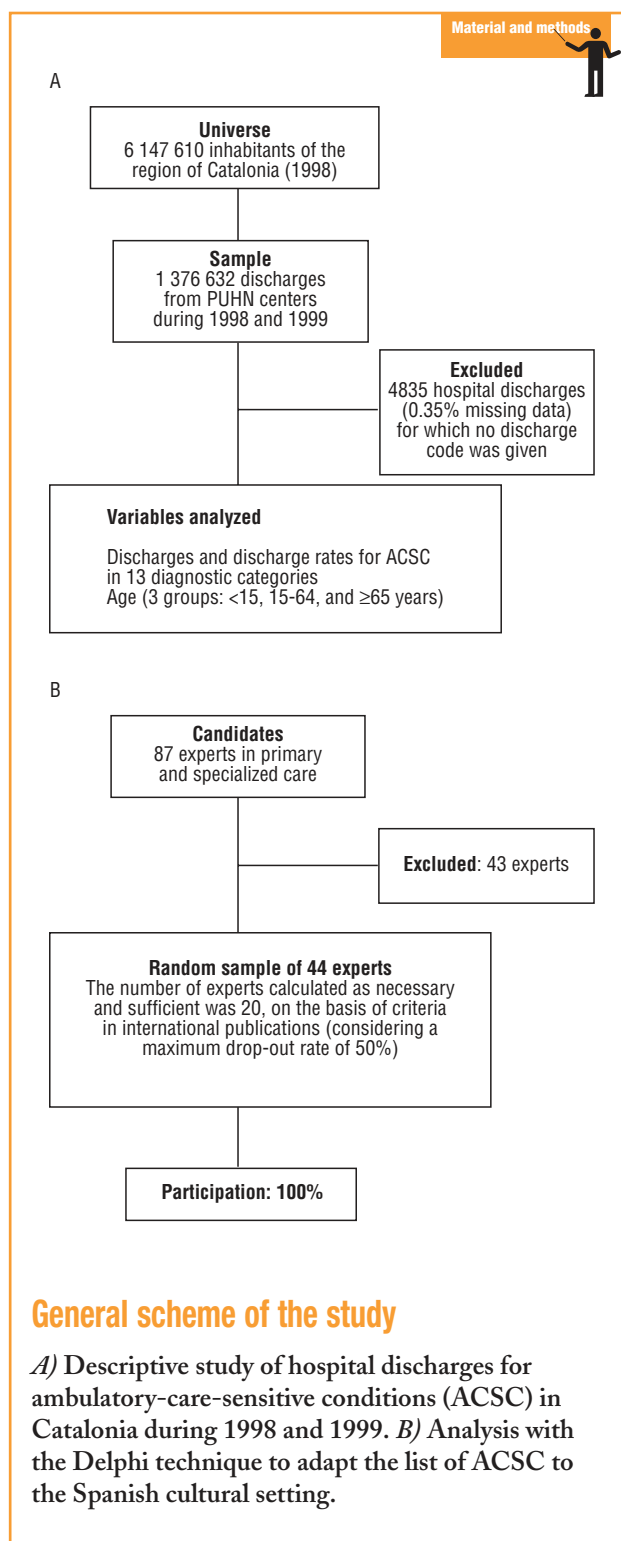 Material and methods
A
Universe
6 147 610 inhabitants of the
region of Catalonia (1998)
Sample
1 376 632 discharges
from PUHN centers
during 1998 and 1999
Excluded
4835 hospital discharges
(0.35% missing data)
for which no discharge
code was given
Variables analyzed
Discharges and discharge rates for ACSC
in 13 diagnostic categories
Age (3 groups: <15, 15-64, and ≥65 years)
B
Candidates
87 experts in primary
and specialized care
Excluded: 43 experts
Random sample of 44 experts
The number of experts calculated as necessary
and sufficient was 20, on the basis of criteria
in international publications (considering a
maximum drop-out rate of 50%)
Participation: 100%
General scheme of the study
A) Descriptive study of hospital discharges for
ambulatory-care-sensitive conditions (ACSC) in
Catalonia during 1998 and 1999. B) Analysis with
the Delphi technique to adapt the list of ACSC to
the Spanish cultural setting.